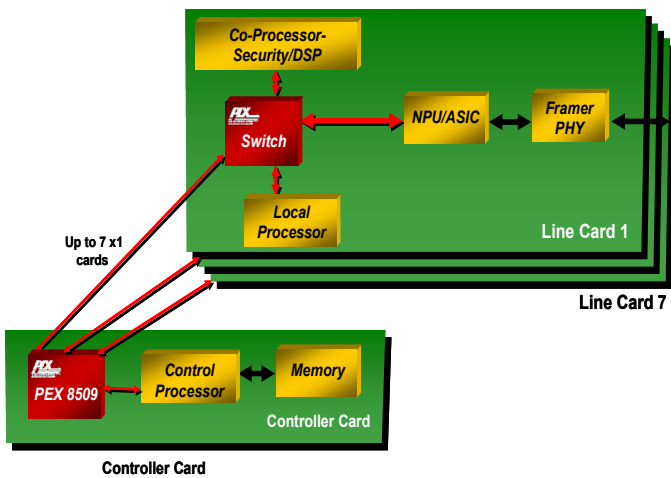 Co-Processor-
Security/DSP
PLX
Switch
NPU/ASIC
Framer
PHY
Local
Processor
Line Card 1
Up to 7 x1
cards
Line Card 7
PLX
PEX 8509
Control
Processor
Memory
Controller Card
Controller Card